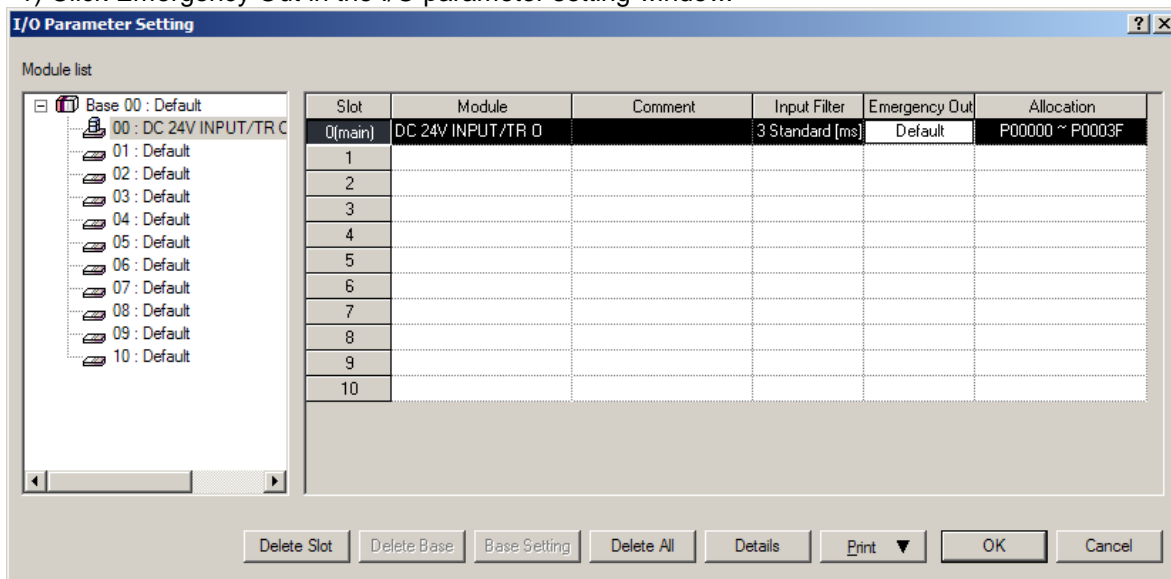 I/O Parameter Setting
Module list
Base 00 : Default
00 : DC 24V INPUT/TR O
01 : Default
02 : Default
03 : Default
04 : Default
05 : Default
06 : Default
07 : Default
08 : Default
09 : Default
10 : Default
Slot Module Comment Input Filter Emergency Out Allocation
0(main) DC 24V INPUT/TR O 3 Standard [ms] Default P00000 ~ P0003F
1
2
3
4
5
6
7
8
9
10
Delete Slot Delete Base Base Setting Delete All Details Print ▼ OK Cancel